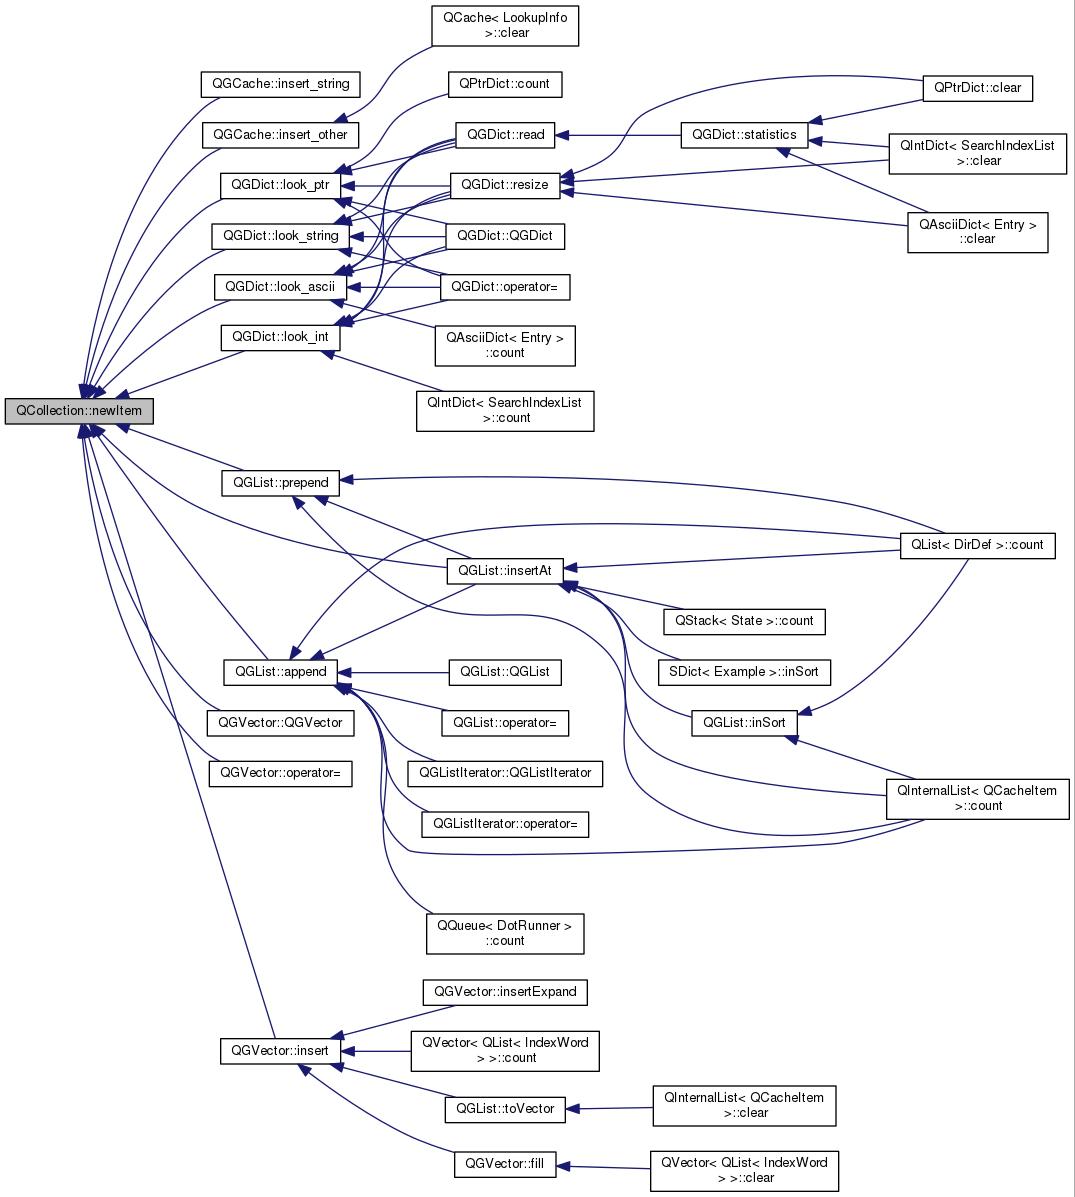 QCache< LookupInfo
>::clear
QGCache::insert_string
QPtrDict::count
QPtrDict::clear
QGCache::insert_other
QGDict::read
QGDict::statistics
QIntDict< SearchIndexList
>::clear
QGDict::look_ptr
QGDict::resize
QGDict::look_string
QGDict::QGDict
QAsciiDict< Entry >
::clear
QGDict::look_ascii
QGDict::operator=
QGDict::look_int
QAsciiDict< Entry >
::count
QIntDict< SearchIndexList
>::count
QCollection::newItem
QGList::prepend
QList< DirDef >::count
QGList::insertAt
QStack< State >::count
QGList::append
QGList::QGList
SDict< Example >::inSort
QGVector::QGVector
QGList::operator=
QGList::inSort
QGVector::operator=
QGListIterator::QGListIterator
QInternalList< QCacheItem
>::count
QGListIterator::operator=
QQueue< DotRunner >
::count
QGVector::insertExpand
QGVector::insert
QVector< QList< IndexWord
> >::count
QGList::toVector
QInternalList< QCacheItem
>::clear
QGVector::fill
QVector< QList< IndexWord
> >::clear